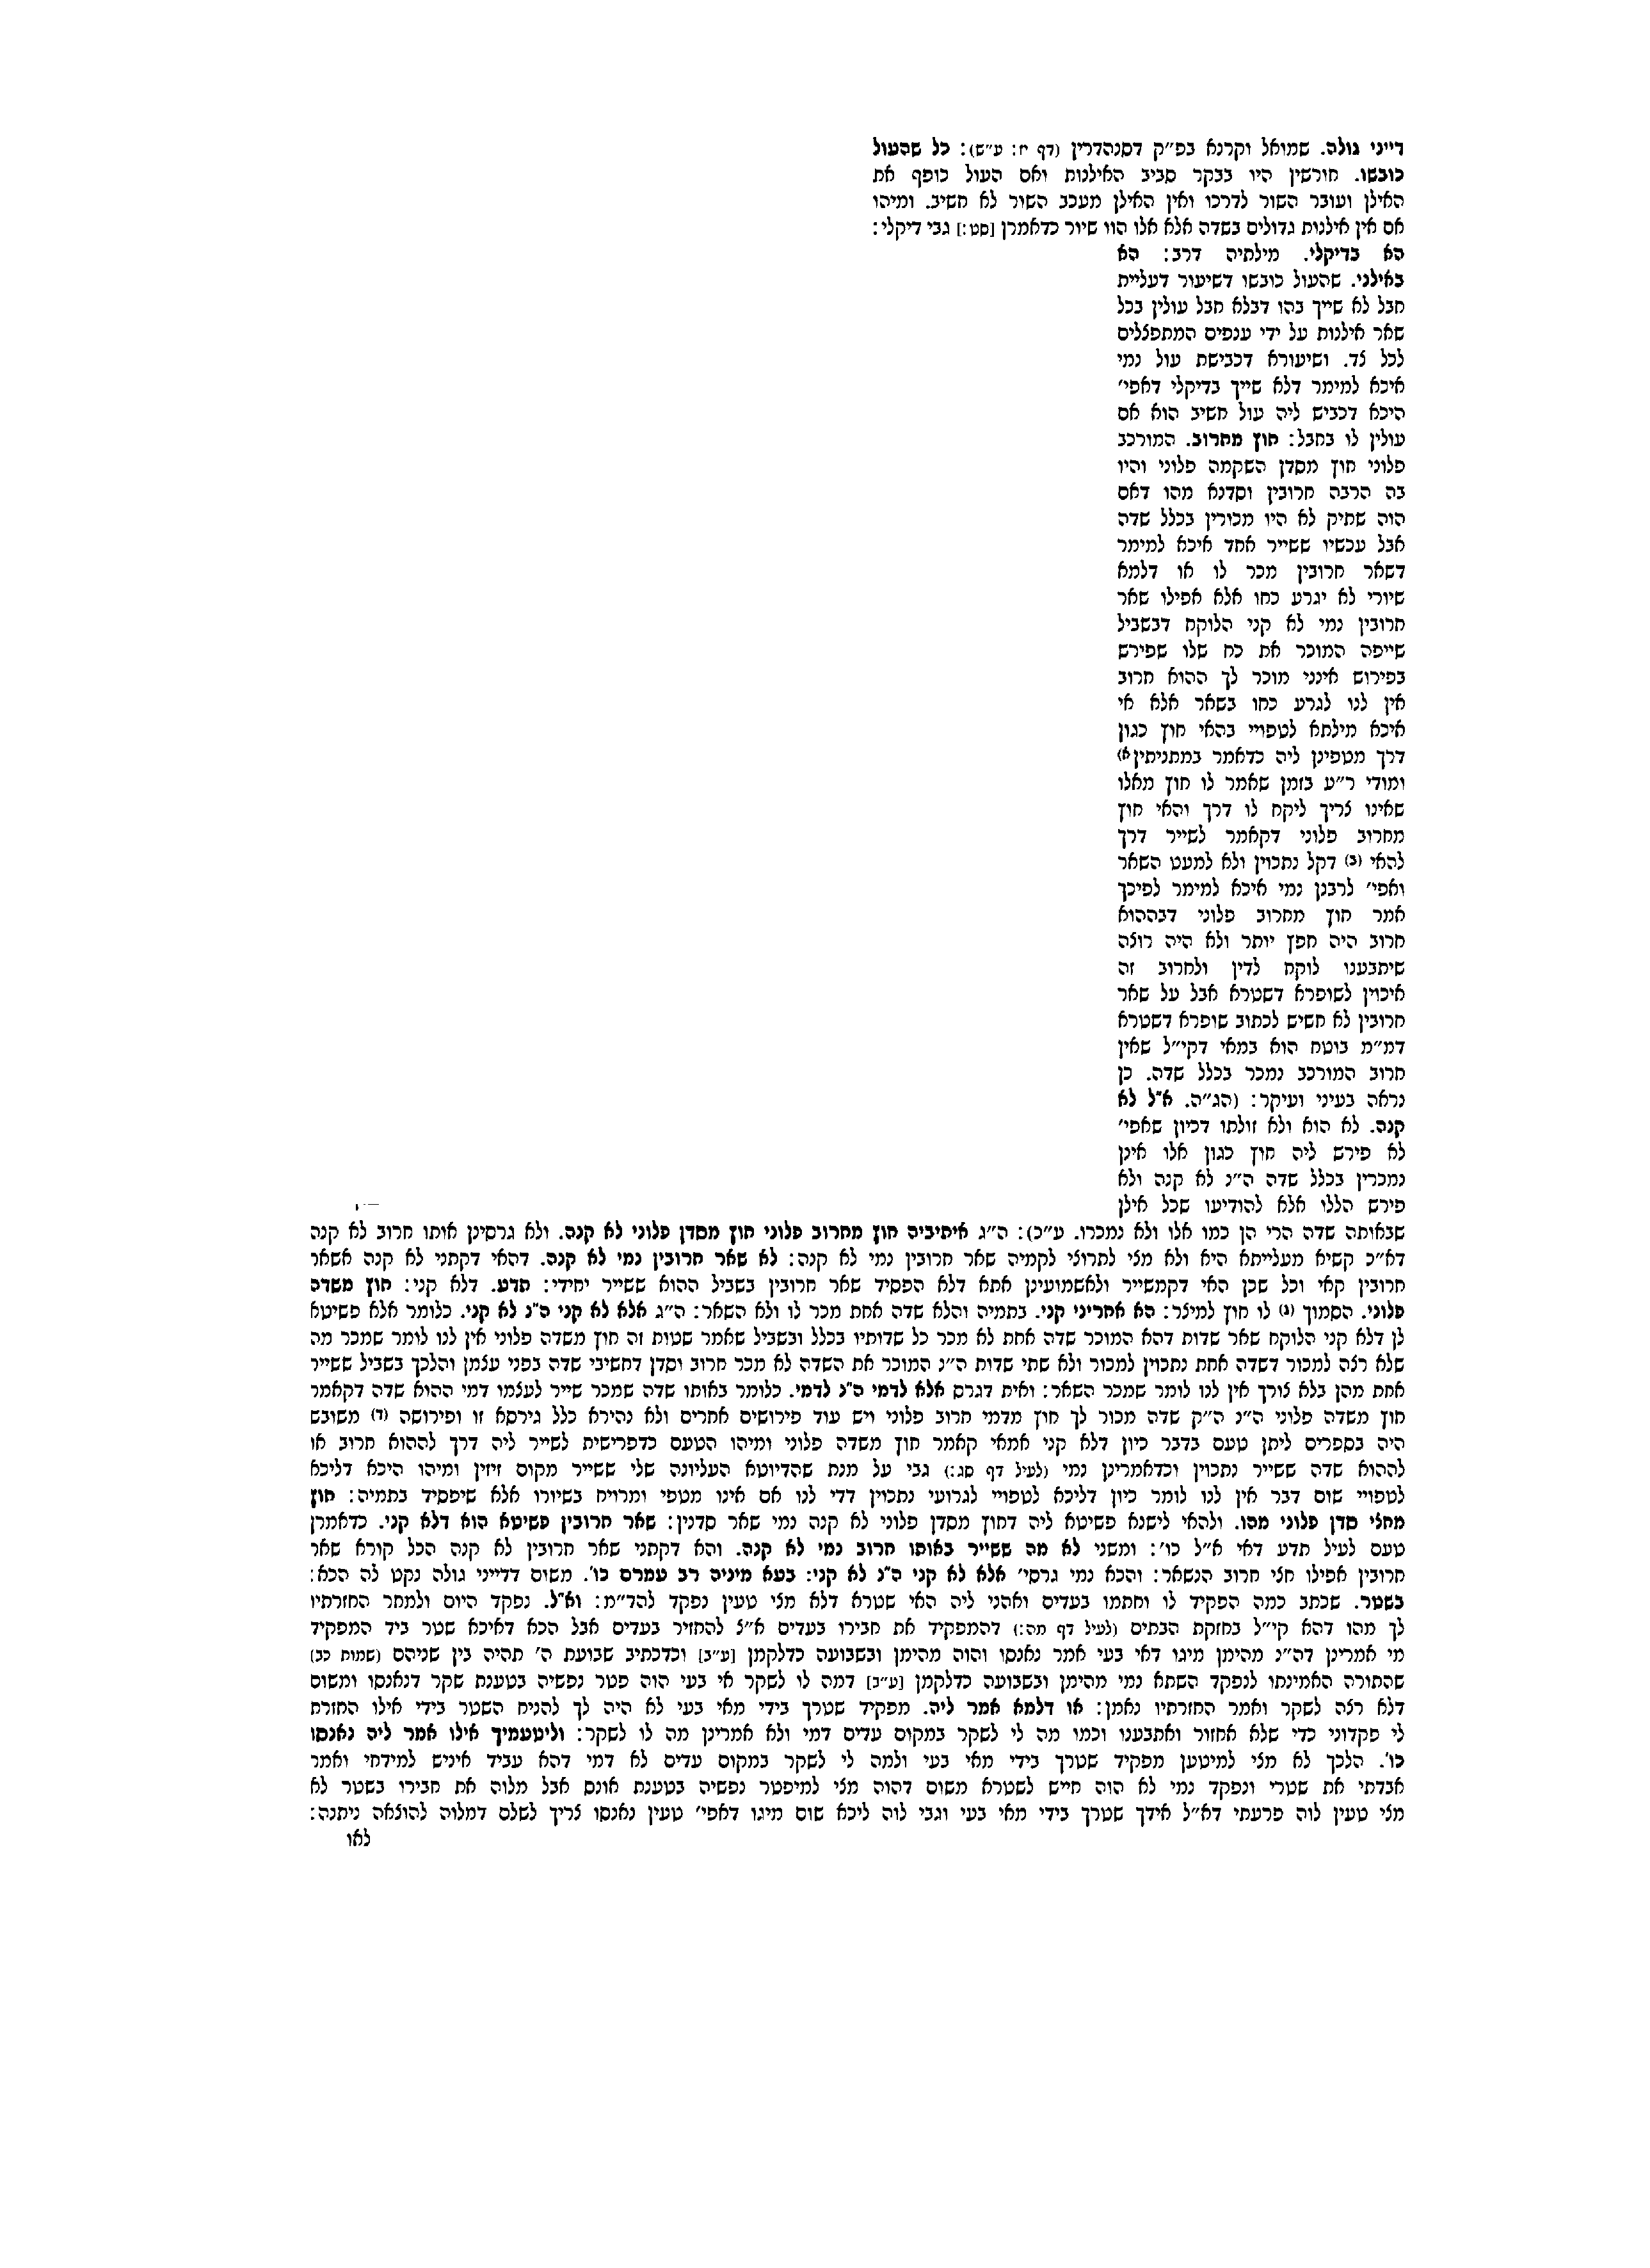 דייני גולה. שמואל וקרנא בפ״ק דסנהדרין (דף יז: ע״ש): כל שהעול
כובשו. חורשין היו בבקר סביב האילנות ואם העול כופף את
האילן ועובר השור לדרכו ואין האילן מעכב השור לא חשיב. ומיהו
אם אין אילנות גדולים בשדה אלא אלו הוו שיור כדאמרן [סט:] גבי דיקלי:
הא בדיקלי. מילתיה דרב: הא
באילני. שהעול כובשו דשיעור דעליית
חבל לא שייך בהו דבלא חבל עולין בכל
שאר אילנות על ידי ענפים המתפצלים
לכל צד. ושיעורא דכבישת עול נמי
איכא למימר דלא שייך בדיקלי דאפי׳
היכא דכביש ליה עול חשיב הוא אם
עולין לו בחבל: חוץ מחרוב. המורכב
פלוני חוץ מסדן השקמה פלוני והיו
בה הרבה חרובין וסדנא מהו דאם
הוה שתיק לא היו מכורין בכלל שדה
אבל עכשיו ששייר אחד איכא למימר
דשאר חרובין מכר לו או דלמא
שיורי לא יגרע כחו אלא אפילו שאר
חרובין נמי לא קני הלוקח דבשביל
שייפה המוכר את כח שלו שפירש
בפירוש אינני מוכר לך ההוא חרוב
אין לנו לגרע כחו בשאר אלא אי
איכא מילתא לטפויי בהאי חוץ כגון
דרך מטפינן ליה כדאמר במתניתין(א)
ומודי ר״ע בזמן שאמר לו חוץ מאלו
שאינו צריך ליקח לו דרך והאי חוץ
מחרוב פלוני דקאמר לשייר דרך
להאי (ב) דקל נתכוין ולא למעט השאר
ואפי׳ לרבנן נמי איכא למימר לפיכך
אמר חוץ מחרוב פלוני דבההוא
חרוב היה חפץ יותר ולא היה רוצה
שיתבענו לוקח לדין ולחרוב זה
איכוין לשופרא דשטרא אבל על שאר
חרובין לא חשיש לכתוב שופרא דשטרא
דמ״מ בוטח הוא במאי דקי״ל שאין
חרוב המורכב נמכר בכלל שדה. כן
נראה בעיני ועיקר: (הג״ה. א״ל לא
קנה. לא הוא ולא זולתו דכיון שאפי׳
לא פירש ליה חוץ כגון אלו אינן
נמכרין בכלל שדה ה״נ לא קנה ולא
פירש הללו אלא להודיעו שכל אילן
שבאותה שדה הרי הן כמו אלו ולא נמכרו. ע״כ): ה״ג איתיביה חוץ מחרוב פלוני חוץ מסדן פלוני לא קנה. ולא גרסינן אותו חרוב לא קנה
דא״כ קשיא מעלייתא היא ולא מצי לתרוצי לקמיה שאר חרובין נמי לא קנה: לא שאר חרובין נמי לא קנה. דהאי דקתני לא קנה אשאר
חרובין קאי וכל שכן האי דקמשייר ולאשמועינן אתא דלא הפסיד שאר חרובין בשביל ההוא ששייר יחידי: תדע. דלא קני: חוץ משדה
פלוני. הסמוך (ג) לו חוץ למיצר: הא אחריני קני. בתמיה והלא שדה אחת מכר לו ולא השאר: ה״ג אלא לא קני ה״נ לא קני. כלומר אלא פשיטא
לן דלא קני הלוקח שאר שדות דהא המוכר שדה אחת לא מכר כל שדותיו בכלל ובשביל שאמר שטות זה חוץ משדה פלוני אין לנו לומר שמכר מה
שלא רצה למכור דשדה אחת נתכוין למכור ולא שתי שדות ה״נ המוכר את השדה לא מכר חרוב וסדן דחשיבי שדה בפני עצמן והלכך בשביל ששייר
אחת מהן בלא צורך אין לנו לומר שמכר השאר: ואית דגרס אלא לדמי ה״נ לדמי. כלומר באותו שדה שמכר שייר לעצמו דמי ההוא שדה דקאמר
חוץ משדה פלוני ה״נ ה״ק שדה מכור לך חוץ מדמי חרוב פלוני ויש עוד פירושים אחרים ולא נהירא כלל גירסא זו ופירושה (ד) משובש
היה בספרים ליתן טעם בדבר כיון דלא קני אמאי קאמר חוץ משדה פלוני ומיהו הטעם כדפרישית לשייר ליה דרך לההוא חרוב או
לההוא שדה ששייר נתכוין וכדאמרינן נמי (לעיל דף סג:) גבי על מנת שהדיוטא העליונה שלי ששייר מקום זיזין ומיהו היכא דליכא
לטפויי שום דבר אין לנו לומר כיון דליכא לטפויי לגרועי נתכוין דדי לנו אם אינו מטפי ומרויח בשיורו אלא שיפסיד בתמיה: חוץ
מחצי סדן פלוני מהו. ולהאי לישנא פשיטא ליה דחוץ מסדן פלוני לא קנה נמי שאר סדנין: שאר חרובין פשיטא הוא דלא קני. כדאמרן
טעם לעיל תדע דאי א״ל כו׳: ומשני לא מה ששייר באותו חרוב נמי לא קנה. והא דקתני שאר חרובין לא קנה הכל קורא שאר
חרובין אפילו חצי חרוב הנשאר: והכא נמי גרסי׳ אלא לא קני ה״נ לא קני: בעא מיניה רב עמרם כו׳. משום דדייני גולה נקט לה הכא:
בשטר. שכתב כמה הפקיד לו וחתמו בעדים ואהני ליה האי שטרא דלא מצי טעין נפקד להד״מ: וא״ל. נפקד היום ולמחר החזרתיו
לך מהו דהא קי״ל בחזקת הבתים (לעיל דף מה:) דהמפקיד את חבירו בעדים א״צ להחזיר בעדים אבל הכא דאיכא שטר ביד המפקיד
מי אמרינן דה״נ מהימן מיגו דאי בעי אמר נאנסו והוה מהימן ובשבועה כדלקמן [ע״ב] וכדכתיב שבועת ה׳ תהיה בין שניהם (שמות כב)
שהתורה האמינתו לנפקד השתא נמי מהימן ובשבועה כדלקמן [ע״ב] דמה לו לשקר אי בעי הוה פטר נפשיה בטענת שקר דנאנסו ומשום
דלא רצה לשקר ואמר החזרתיו נאמן: או דלמא אמר ליה. מפקיד שטרך בידי מאי בעי לא היה לך להניח השטר בידי אילו החזרת
לי פקדוני כדי שלא אחזור ואתבענו וכמו מה לי לשקר במקום עדים דמי ולא אמרינן מה לו לשקר: וליטעמיך אילו אמר ליה נאנסו
כו׳. הלכך לא מצי למיטען מפקיד שטרך בידי מאי בעי ולמה לי לשקר במקום עדים לא דמי דהא עביד איניש למידחי ואמר
אבדתי את שטרי ונפקד נמי לא הוה חייש לשטרא משום דהוה מצי למיפטר נפשיה בטענת אונס אבל מלוה את חבירו בשטר לא
מצי טעין לוה פרעתי דא״ל אידך שטרך בידי מאי בעי וגבי לוה ליכא שום מיגו דאפי׳ טעין נאנסו צריך לשלם דמלוה להוצאה ניתנה:
לאו